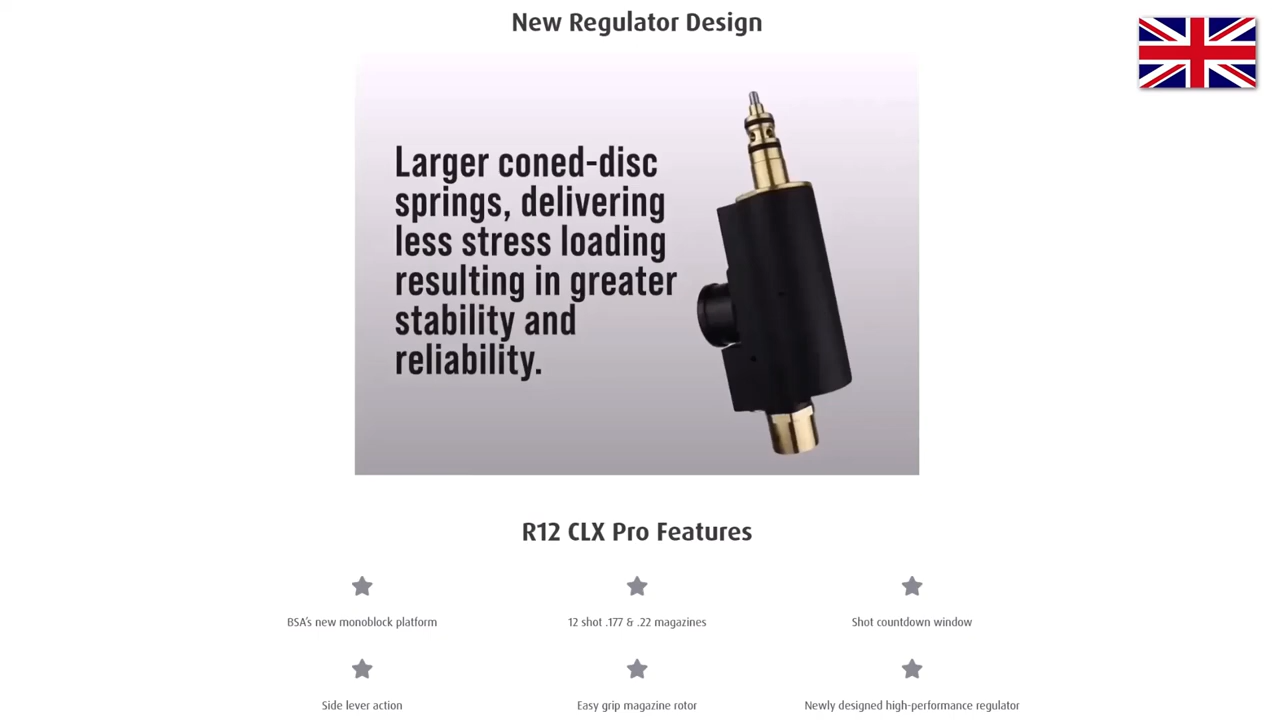 New Regulator Design
Larger coned-disc
springs, delivering
less stress loading
resulting in greater
stability and
reliability.
R12 CLX Pro Features
BSA's new monoblock platform
12 shot .177 & .22 magazines
Shot countdown window
Side lever action
Easy grip magazine rotor
Newly designed high-performance regulator